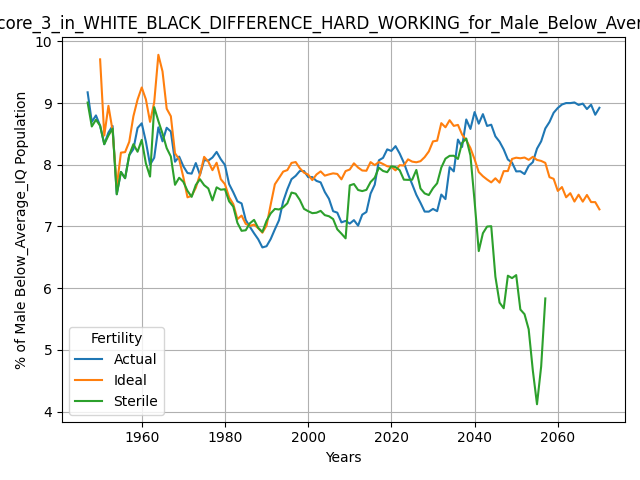 core_3_in_WHITE_BLACK_DIFFERENCE_HARD_WORKING_for_Male_Below_Aver
% of Male Below_Average_IQ Population
10
9
8
7
6
5
4
Fertility
Actual
Ideal
Sterile
1960
1980
2000
2020
2040
2060
Years